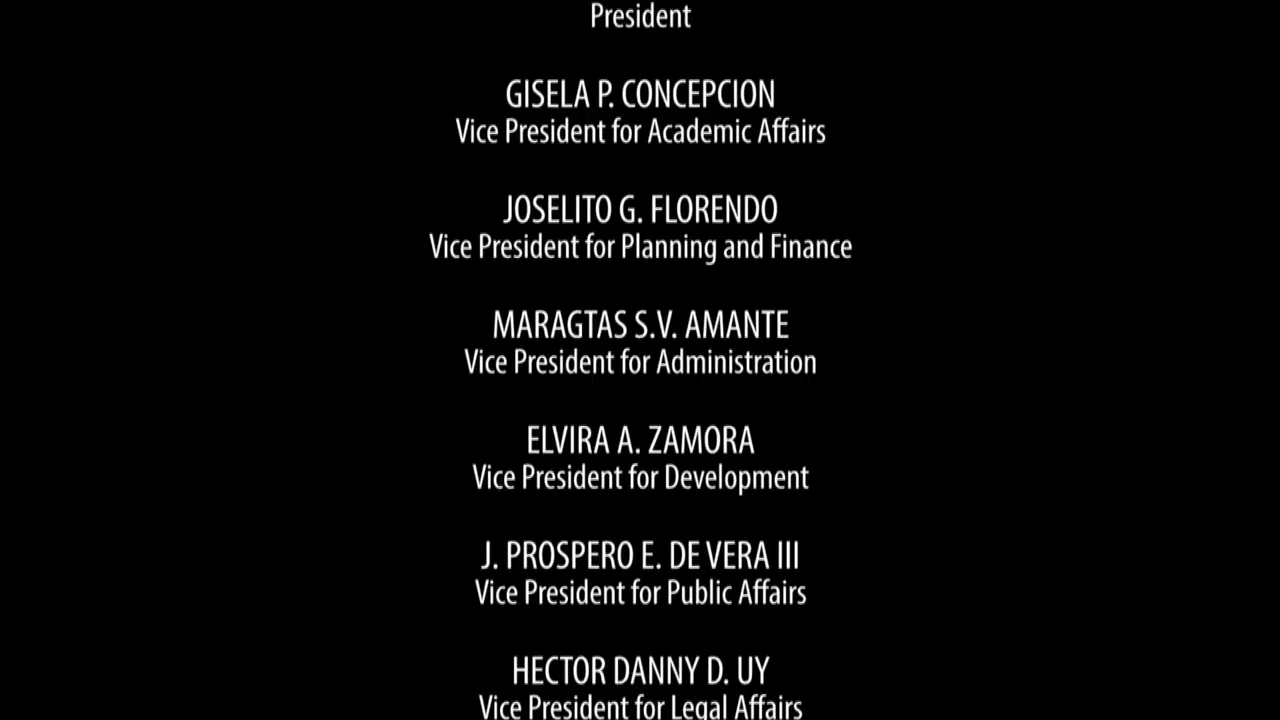 President
GISELA P. CONCEPCION
Vice President for Academic Affairs
JOSELITO G. FLORENDO
Vice President for Planning and Finance
MARAGTAS S.V. AMANTE
Vice President for Administration
ELVIRA A. ZAMORA
Vice President for Development
J. PROSPERO E. DE VERA III
Vice President for Public Affairs
HECTOR DANNY D. UY
Vice President for Legal Affairs